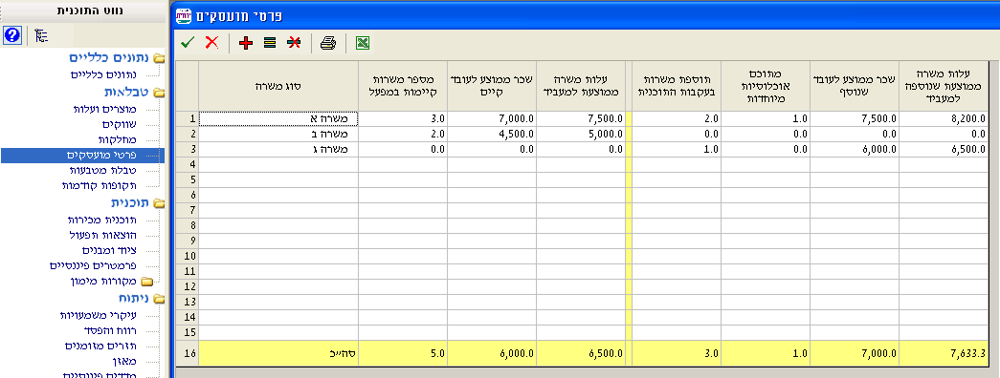 נווט התוכנית
נתונים כלליים
נתונים כלליים
טבלאות
מוצרים ועלות
שווקים
מחלקות
פרטי מועסקים
טבלת מטבעות
תקופות קודמות
תוכנית
תוכנית מכירות
הוצאות תפעול
ציוד ומבנים
פרמטרים פיננסיים
מקורות מימון
ניתוח
עיקרי משמעויות
רווח והפסד
תזרים מזומנים
מאזן
מדדים פיננסיים
פרטי מועסקים
סוג משרה
מספר משרות
קיימות במפעל
שכר ממוצע לעובד
קיים
עלות משרה
ממוצעת למעביד
תוספת משרות
בעקבות התוכנית
מתוכם
אוכלוסיות
מיוחדות
שכר ממוצע לעובד
שנוסף
עלות משרה
ממוצעת שנוספה
למעביד
1 משרה א 3.0 7,000.0 7,500.0 2.0 1.0 7,500.0 8,200.0
2 משרה ב 2.0 4,500.0 5,000.0 0.0 0.0 0.0 0.0
3 משרה ג 0.0 0.0 0.0 1.0 0.0 6,000.0 6,500.0
4
5
6
7
8
9
10
11
12
13
14
15
16 סה״כ 5.0 6,000.0 6,500.0 3.0 1.0 7,000.0 7,633.3